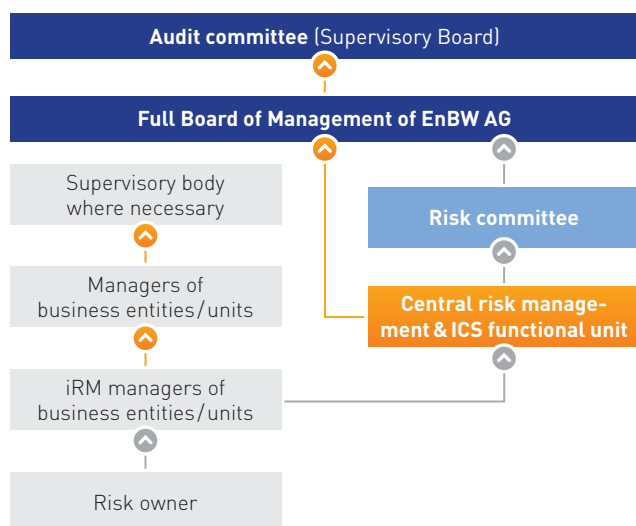 Audit committee (Supervisory Board)
Full Board of Management of EnBW AG
Supervisory body
where necessary
Risk committee
Managers of
business entities/units
Central risk manage-
ment & ICS functional unit
iRM managers of
business entities/units
Risk owner